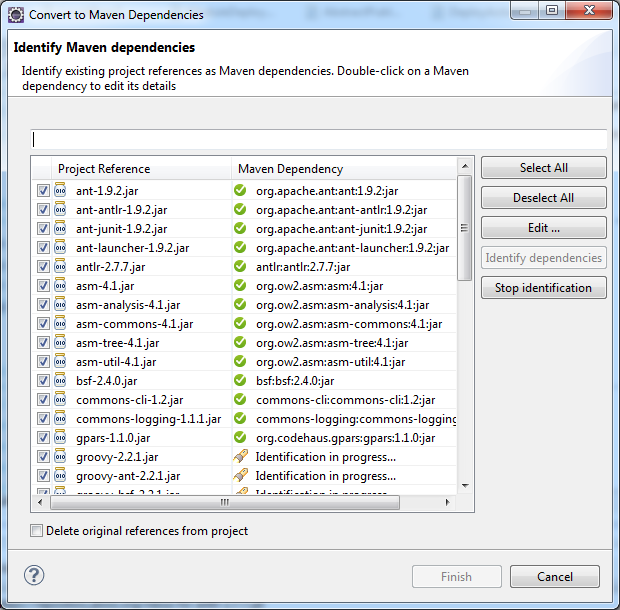 Convert to Maven Dependencies
Identify Maven dependencies
Identify existing project references as Maven dependencies. Double-click on a Maven
dependency to edit its details
Project Reference Maven Dependency
ant-1.9.2.jar org.apache.ant:ant:1.9.2:jar
ant-antlr-1.9.2.jar org.apache.ant:ant-antlr:1.9.2:jar
ant-junit-1.9.2.jar org.apache.ant:ant-junit:1.9.2:jar
ant-launcher-1.9.2.jar org.apache.ant:ant-launcher:1.9.2:jar
antlr-2.7.7.jar antlr:antlr:2.7.7:jar
asm-4.1.jar org.ow2.asm:asm:4.1:jar
asm-analysis-4.1.jar org.ow2.asm:asm-analysis:4.1:jar
asm-commons-4.1.jar org.ow2.asm:asm-commons:4.1:jar
asm-tree-4.1.jar org.ow2.asm:asm-tree:4.1:jar
asm-util-4.1.jar org.ow2.asm:asm-util:4.1:jar
bsf-2.4.0.jar bsf:bsf:2.4.0:jar
commons-cli-1.2.jar commons-cli:commons-cli:1.2:jar
commons-logging-1.1.1.jar commons-logging:commons-logging
gpars-1.1.0.jar org.codehaus.gpars:gpars:1.1.0:jar
groovy-2.2.1.jar Identification in progress...
groovy-ant-2.2.1.jar Identification in progress...
groovy-bsf-2.2.1.jar Identification in progress...
Select All
Deselect All
Edit ...
Identify dependencies
Stop identification
Delete original references from project
Finish Cancel